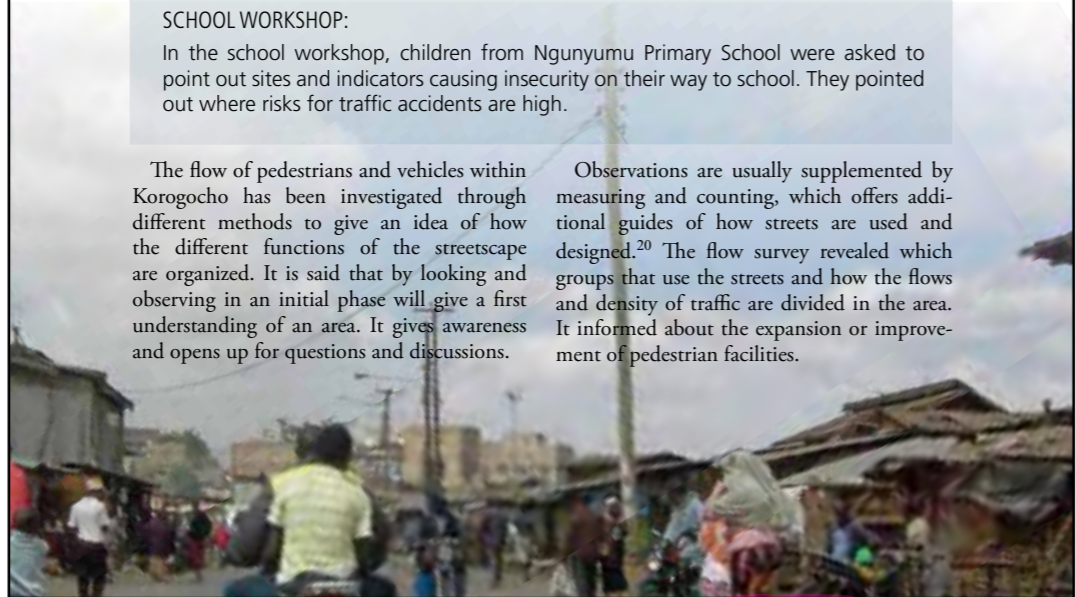 SCHOOL WORKSHOP:
In the school workshop, children from Ngunyumu Primary School were asked to
point out sites and indicators causing insecurity on their way to school. They pointed
out where risks for traffic accidents are high.
The flow of pedestrians and vehicles within
Korogocho has been investigated through
different methods to give an idea of how
the different functions of the streetscape
are organized. It is said that by looking and
observing in an initial phase will give a first
understanding of an area. It gives awareness
and opens up for questions and discussions.
Observations are usually supplemented by
measuring and counting, which offers addi-
tional guides of how streets are used and
designed.20 The flow survey revealed which
groups that use the streets and how the flows
and density of traffic are divided in the area.
It informed about the expansion or improve-
ment of pedestrian facilities.